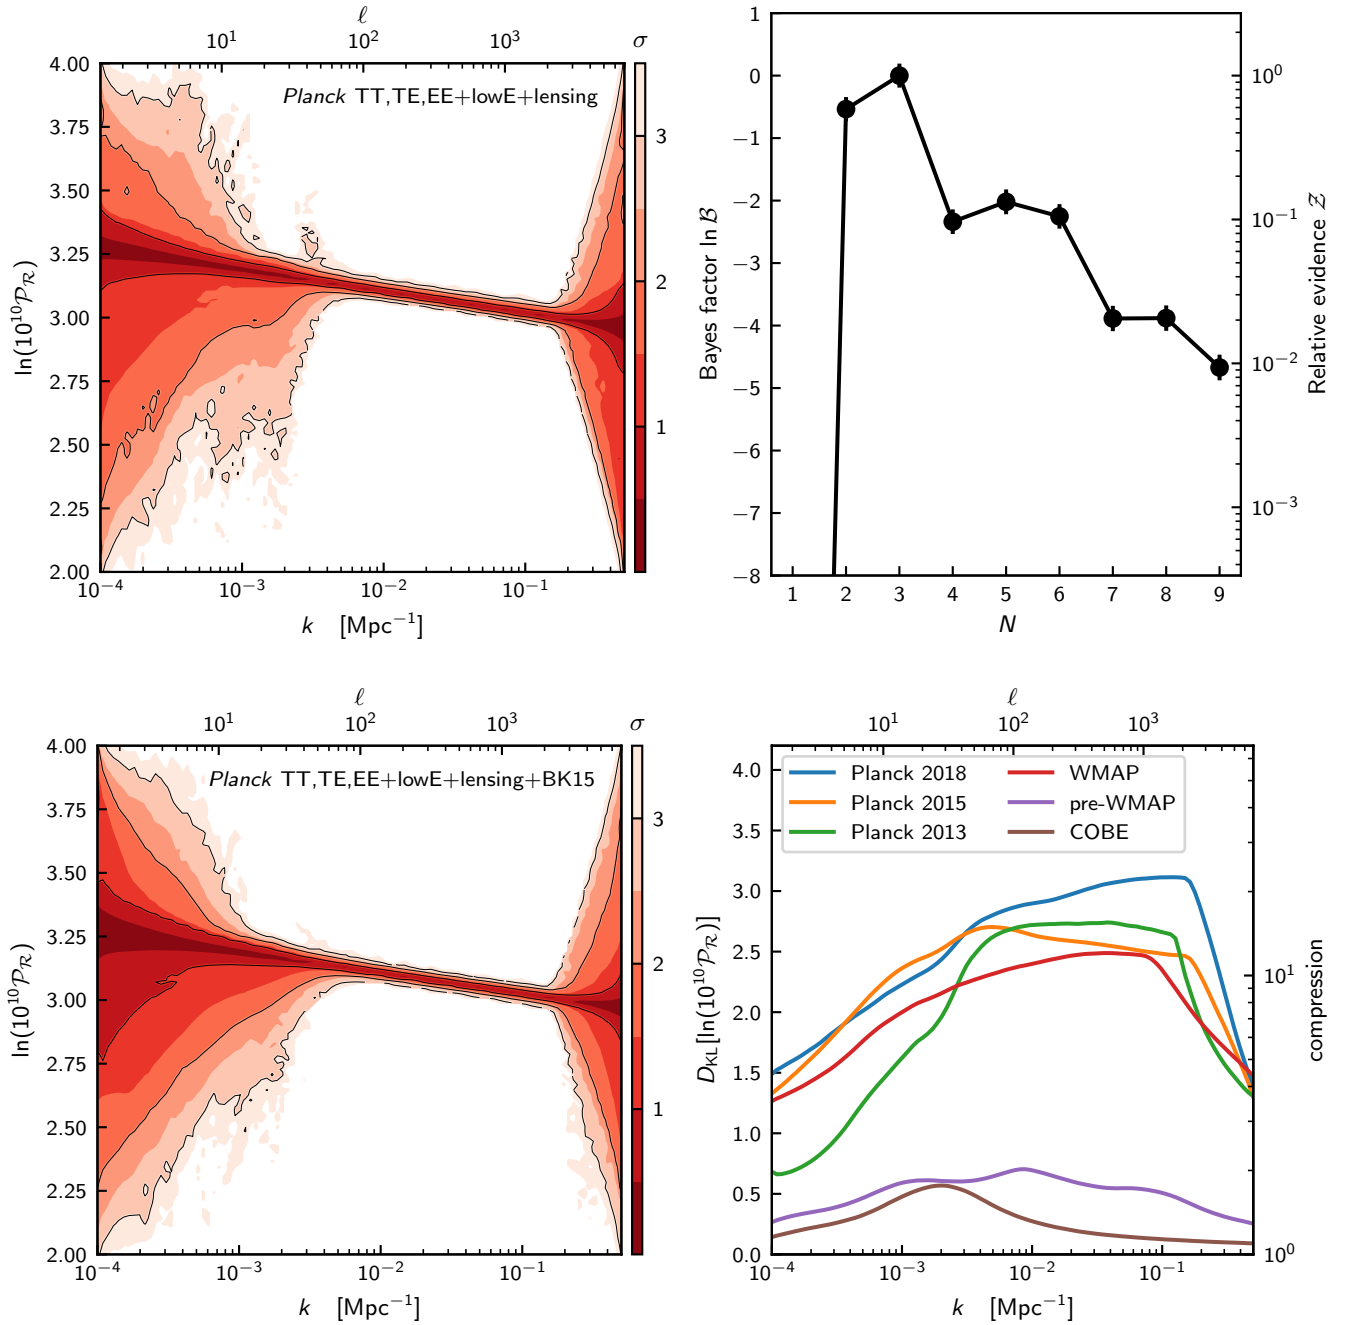 ℓ
10¹ 10² 10³ σ
4.00
3.75
3.50
3.25
3.00
2.75
2.50
2.25
2.00
ln(10¹⁰𝒫_ℛ)
Planck TT,TE,EE+lowE+lensing
3
2
1
10⁻⁴ 10⁻³ 10⁻² 10⁻¹
k [Mpc⁻¹]
1
0
−1
−2
−3
−4
−5
−6
−7
−8
Bayes factor ln ℬ
10⁰
10⁻¹
10⁻²
10⁻³
Relative evidence 𝒵
1 2 3 4 5 6 7 8 9
N
ℓ
10¹ 10² 10³ σ
4.00
3.75
3.50
3.25
3.00
2.75
2.50
2.25
2.00
ln(10¹⁰𝒫_ℛ)
Planck TT,TE,EE+lowE+lensing+BK15
3
2
1
10⁻⁴ 10⁻³ 10⁻² 10⁻¹
k [Mpc⁻¹]
ℓ
10¹ 10² 10³
4.0
3.5
3.0
2.5
2.0
1.5
1.0
0.5
0.0
D_KL[ln(10¹⁰𝒫_ℛ)]
Planck 2018
Planck 2015
Planck 2013
WMAP
pre-WMAP
COBE
10¹
10⁰
compression
10⁻⁴ 10⁻³ 10⁻² 10⁻¹
k [Mpc⁻¹]